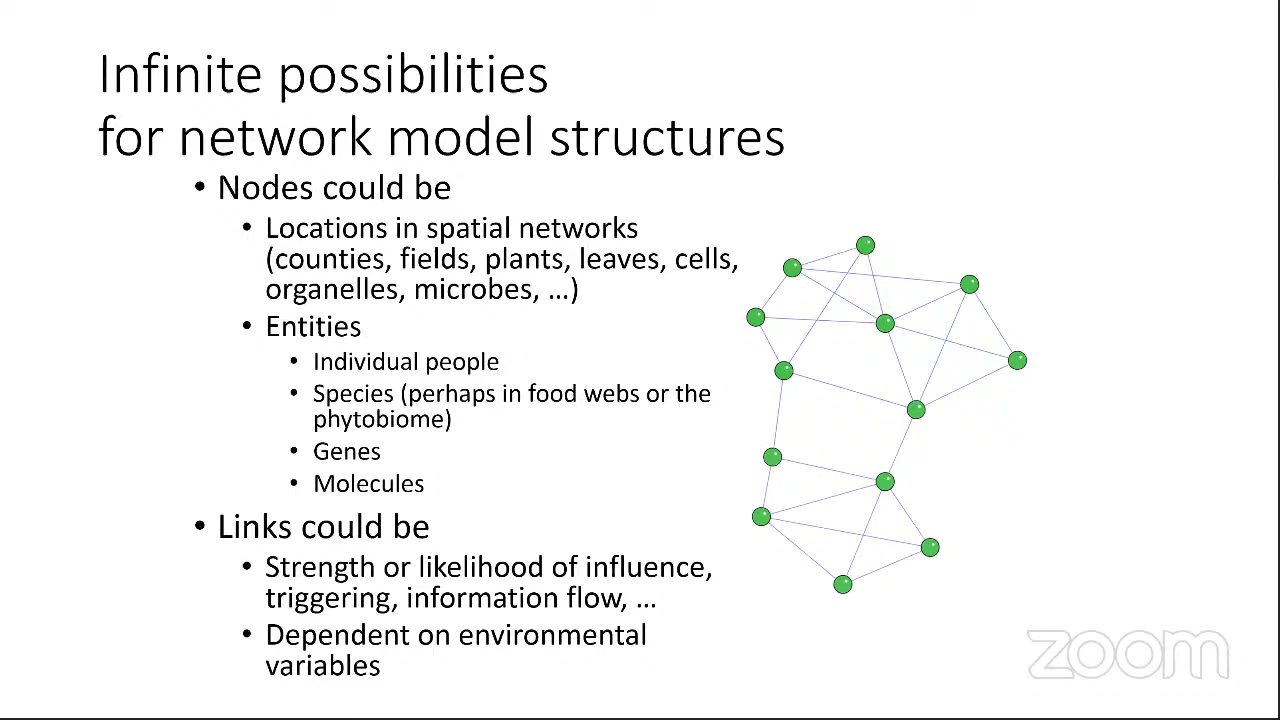 Infinite possibilities
for network model structures
• Nodes could be
• Locations in spatial networks
(counties, fields, plants, leaves, cells,
organelles, microbes, ...)
• Entities
• Individual people
• Species (perhaps in food webs or the
phytobiome)
• Genes
• Molecules
• Links could be
• Strength or likelihood of influence,
triggering, information flow, ...
• Dependent on environmental
variables
zoom